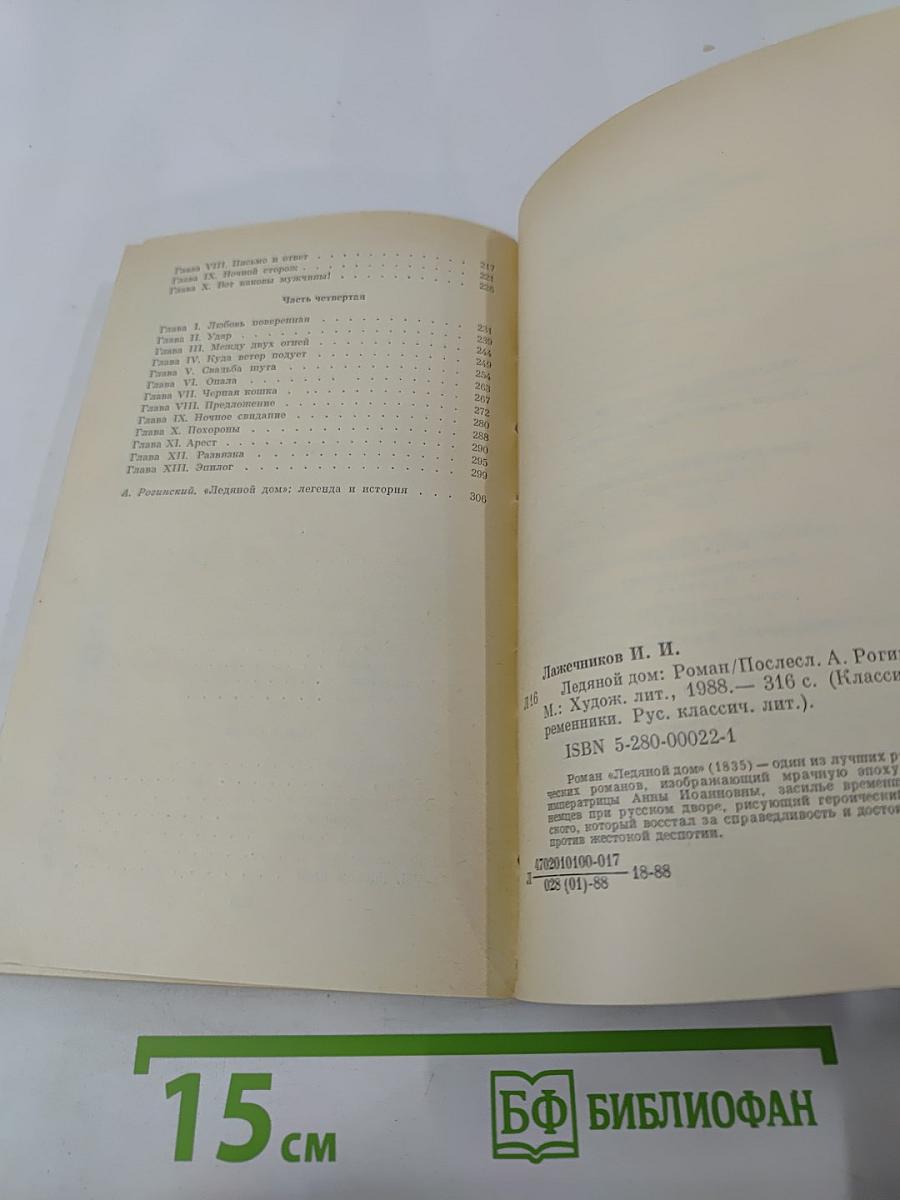 Глава VIII. Письмо и ответ . . . . . . . . . . 217
Глава IX. Ночной сторож . . . . . . . . . . . 221
Глава X. Вот каковы мужчины! . . . . . . . . . 226
Часть четвертая
Глава I. Любовь поверенная . . . . . . . . . . 231
Глава II. Удар . . . . . . . . . . . . . . . 239
Глава III. Между двух огней . . . . . . . . . . 244
Глава IV. Куда ветер подует . . . . . . . . . . 249
Глава V. Свадьба шута . . . . . . . . . . . . 254
Глава VI. Опала . . . . . . . . . . . . . . . 263
Глава VII. Черная кошка . . . . . . . . . . . 267
Глава VIII. Предложение . . . . . . . . . . . 272
Глава IX. Ночное свидание . . . . . . . . . . 280
Глава X. Похороны . . . . . . . . . . . . . . 288
Глава XI. Арест . . . . . . . . . . . . . . . 290
Глава XII. Развязка . . . . . . . . . . . . . 295
Глава XIII. Эпилог . . . . . . . . . . . . . . 299
А. Рогинский. «Ледяной дом»: легенда и история . . . 306
Лажечников И. И.
Л16 Ледяной дом: Роман/Послесл. А. Рогин
М.: Худож. лит., 1988.— 316 с. (Класси
ременники. Рус. классич. лит.).
ISBN 5-280-00022-1
Роман «Ледяной дом» (1835) — один из лучших р
ческих романов, изображающий мрачную эпоху
императрицы Анны Иоанновны, засилье временщ
немцев при русском дворе, рисующий героический
ского, который восстал за справедливость и досто
против жестокой деспотии.
Л 4702010100-017
028 (01)-88 18-88
15 см
БФ БИБЛИОФАН